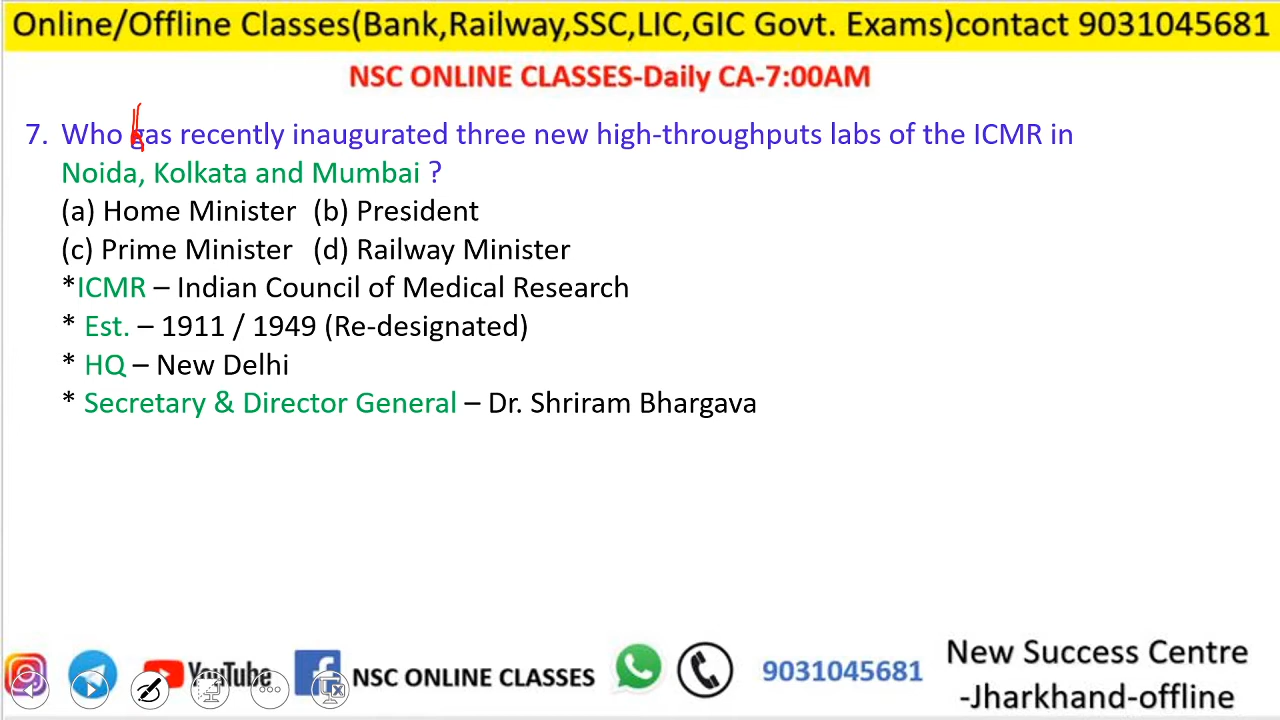 Online/Offline Classes(Bank,Railway,SSC,LIC,GIC Govt. Exams)contact 9031045681
NSC ONLINE CLASSES-Daily CA-7:00AM
7. Who gas recently inaugurated three new high-throughputs labs of the ICMR in
Noida, Kolkata and Mumbai ?
(a) Home Minister (b) President
(c) Prime Minister (d) Railway Minister
*ICMR – Indian Council of Medical Research
* Est. – 1911 / 1949 (Re-designated)
* HQ – New Delhi
* Secretary & Director General – Dr. Shriram Bhargava
YouTube
NSC ONLINE CLASSES
9031045681
New Success Centre
-Jharkhand-offline